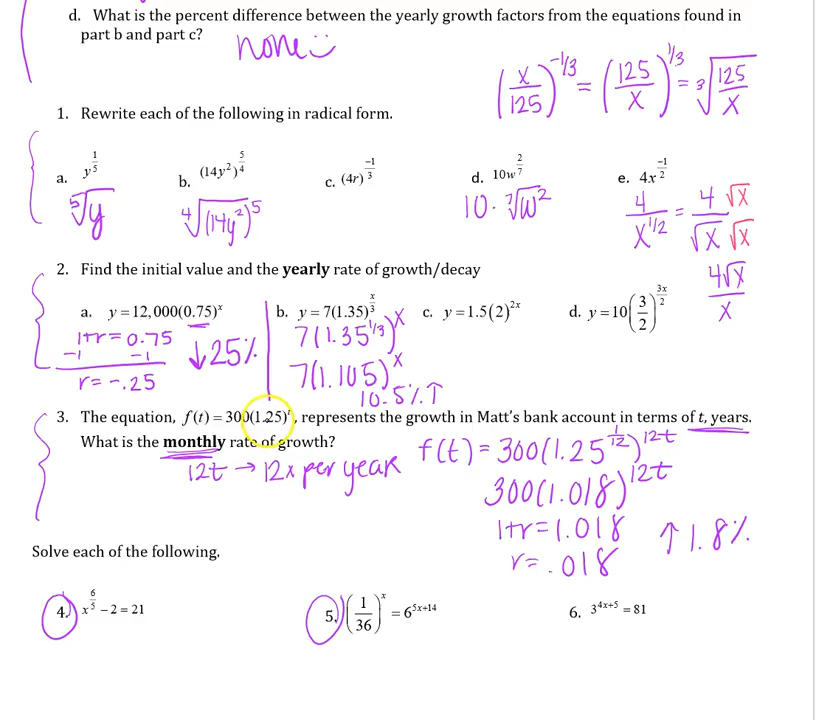 d. What is the percent difference between the yearly growth factors from the equations found in
part b and part c?
none
(x/125)^-1/3 = (125/x)^1/3 = ³√(125/x)
1. Rewrite each of the following in radical form.
a. y^(1/5) b. (14y²)^(5/4) c. (4r)^(-1/3) d. 10w^(2/7) e. 4x^(-1/2)
⁵√y ⁴√(14y²)⁵ 10·⁷√w² 4/x^1/2 = 4/√x √x/√x
4√x/x
2. Find the initial value and the yearly rate of growth/decay
a. y = 12,000(0.75)^x b. y = 7(1.35)^(x/3) c. y = 1.5(2)^(2x) d. y = 10(3/2)^(3x/2)
1+r = 0.75
-1 -1
r = -.25
↓25%
7(1.35^1/3)^x
7(1.105)^x
10.5%↑
3. The equation, f(t) = 300(1.25)^t, represents the growth in Matt's bank account in terms of t, years.
What is the monthly rate of growth?
12t → 12x per year
f(t) = 300(1.25^(1/12))^12t
300(1.018)^12t
1+r = 1.018
r = .018
↑1.8%
Solve each of the following.
4. x^(6/5) - 2 = 21 5. (1/36)^x = 6^(5x+14) 6. 3^(4x+5) = 81